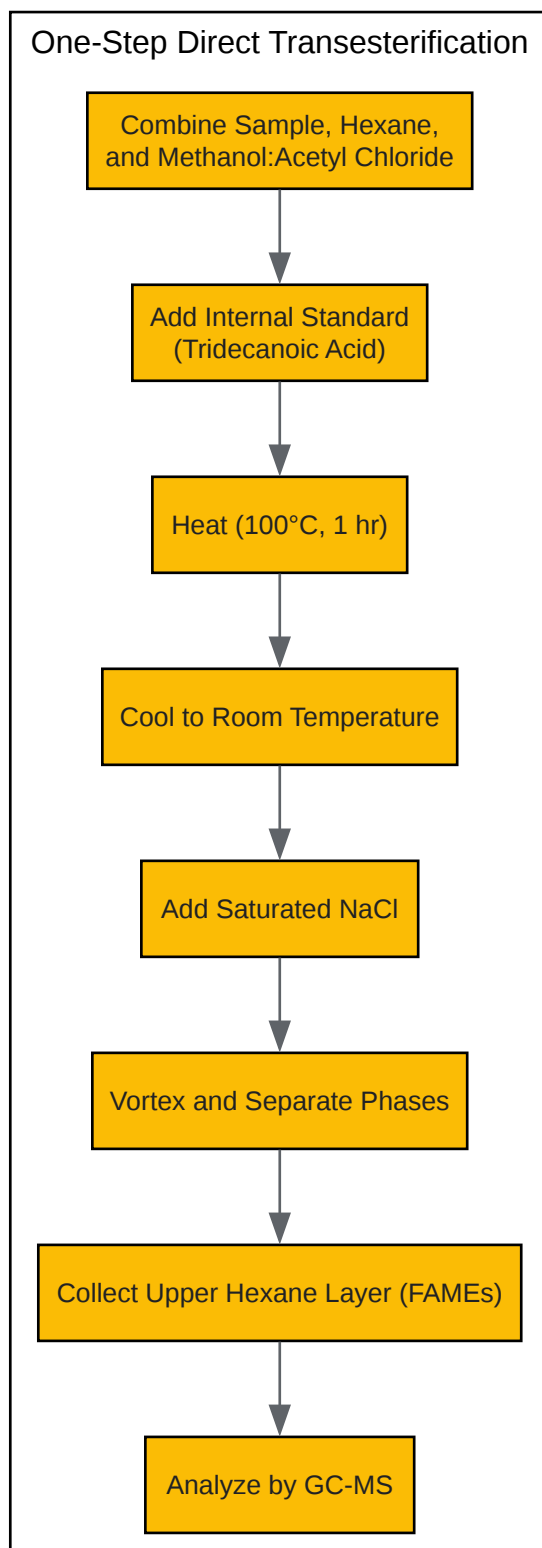 One-Step Direct Transesterification
Combine Sample, Hexane,
and Methanol:Acetyl Chloride
Add Internal Standard
(Tridecanoic Acid)
Heat (100°C, 1 hr)
Cool to Room Temperature
Add Saturated NaCl
Vortex and Separate Phases
Collect Upper Hexane Layer (FAMEs)
Analyze by GC-MS